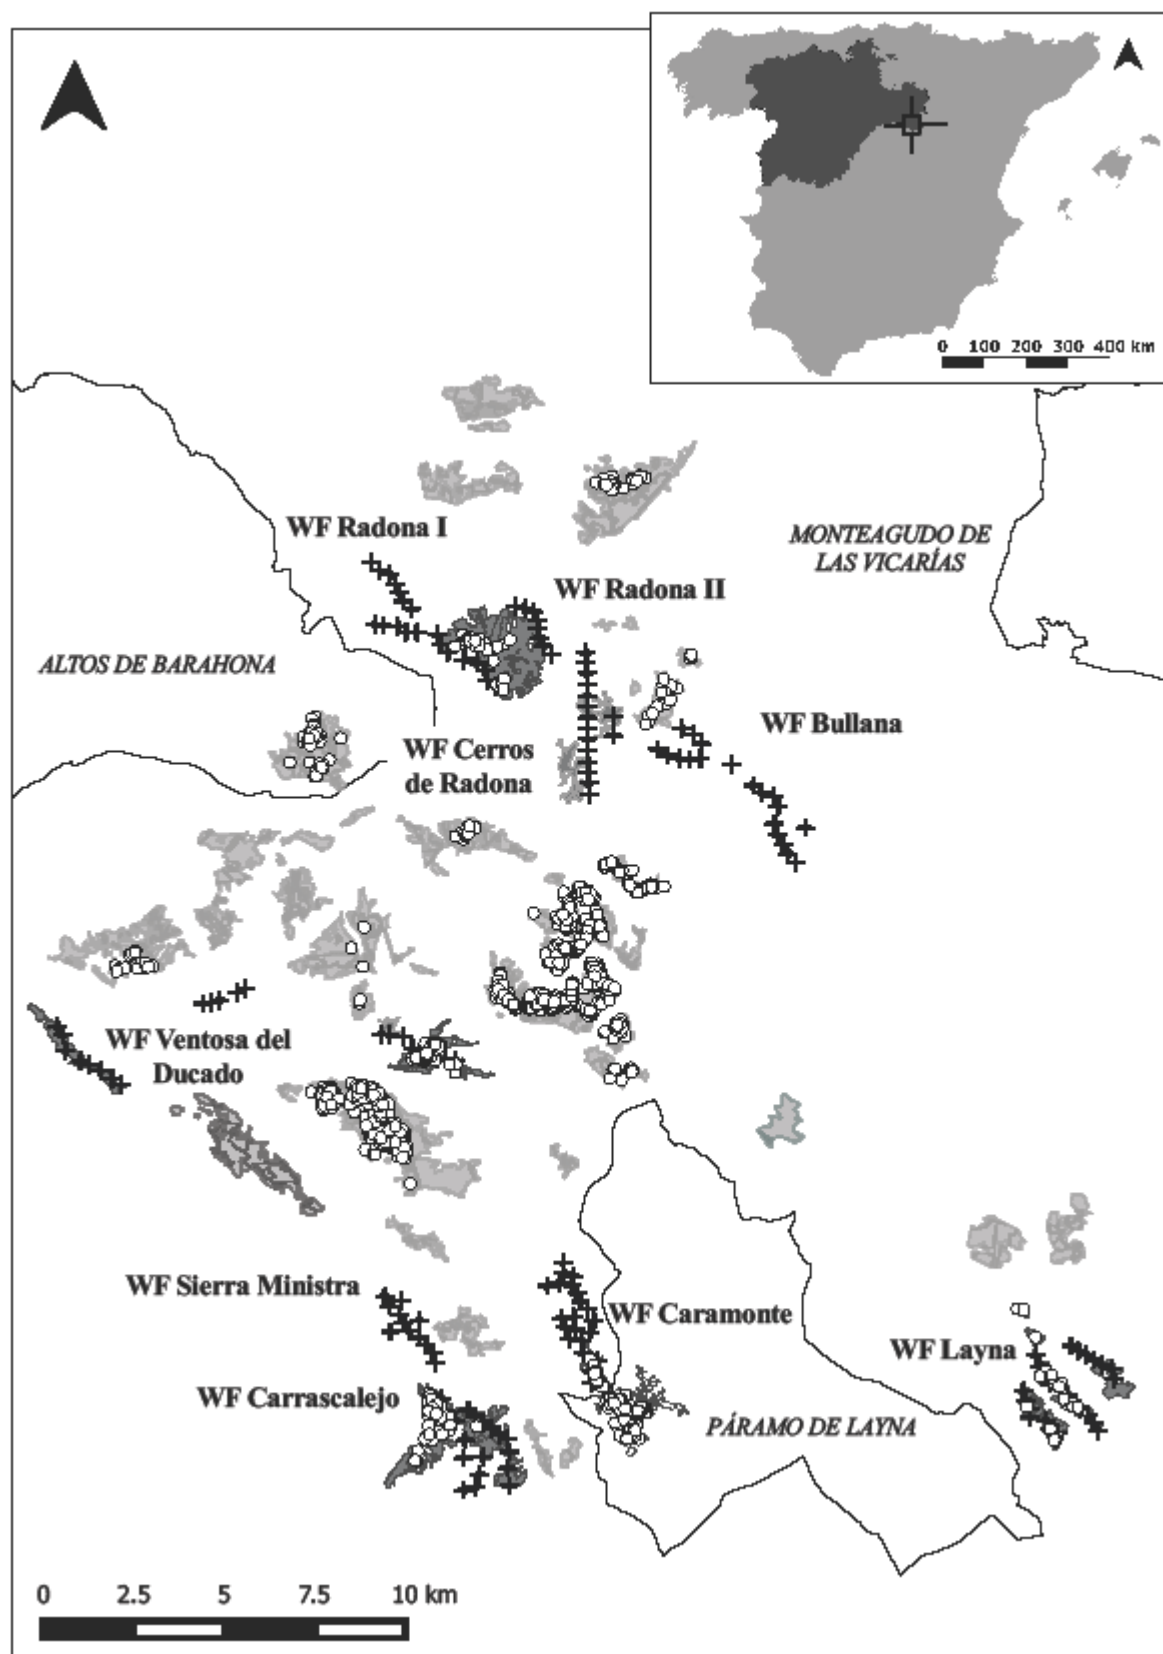 0 100 200 300 400 km
WF Radona I
MONTEAGUDO DE
LAS VICARÍAS
WF Radona II
ALTOS DE BARAHONA
WF Bullana
WF Cerros
de Radona
WF Ventosa del
Ducado
WF Sierra Ministra
WF Caramonte
WF Layna
WF Carrascalejo
PÁRAMO DE LAYNA
0 2.5 5 7.5 10 km